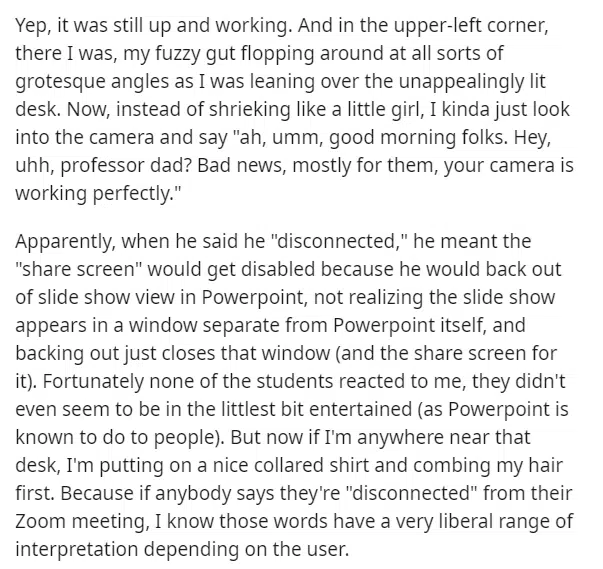 Yep, it was still up and working. And in the upper-left corner,
there I was, my fuzzy gut flopping around at all sorts of
grotesque angles as I was leaning over the unappealingly lit
desk. Now, instead of shrieking like a little girl, I kinda just look
into the camera and say "ah, umm, good morning folks. Hey,
uhh, professor dad? Bad news, mostly for them, your camera is
working perfectly."
Apparently, when he said he "disconnected," he meant the
"share screen" would get disabled because he would back out
of slide show view in Powerpoint, not realizing the slide show
appears in a window separate from Powerpoint itself, and
backing out just closes that window (and the share screen for
it). Fortunately none of the students reacted to me, they didn't
even seem to be in the littlest bit entertained (as Powerpoint is
known to do to people). But now if I'm anywhere near that
desk, I'm putting on a nice collared shirt and combing my hair
first. Because if anybody says they're "disconnected" from their
Zoom meeting, I know those words have a very liberal range of
interpretation depending on the user.